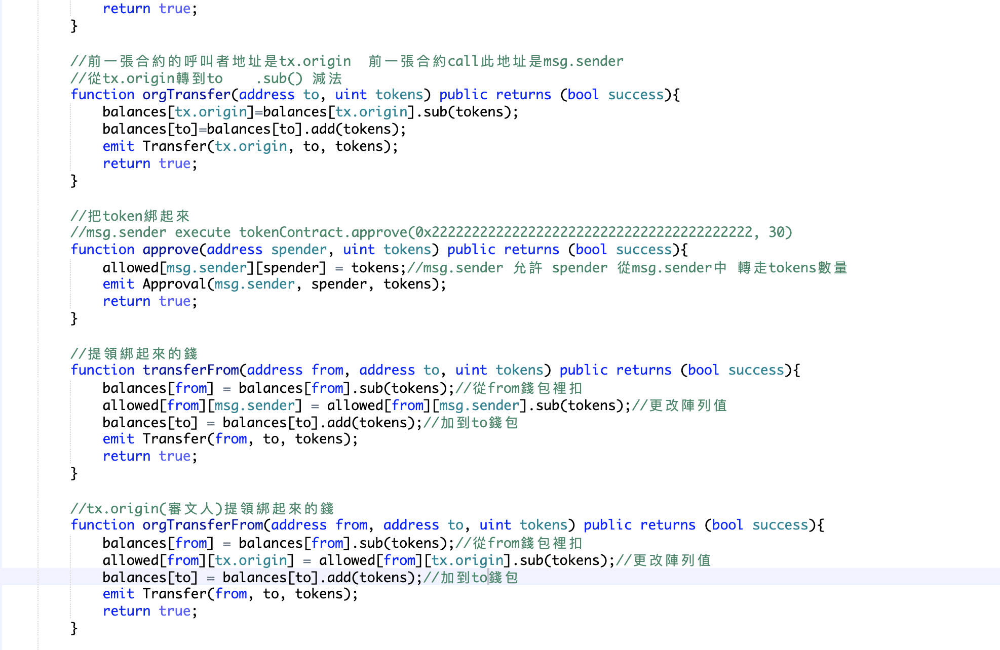 return true;
}
//前一張合約的呼叫者地址是tx.origin  前一張合約call此地址是msg.sender
//從tx.origin轉到to    .sub() 減法
function orgTransfer(address to, uint tokens) public returns (bool success){
balances[tx.origin]=balances[tx.origin].sub(tokens);
balances[to]=balances[to].add(tokens);
emit Transfer(tx.origin, to, tokens);
return true;
}
//把token綁起來
//msg.sender execute tokenContract.approve(0x2222222222222222222222222222222222222222, 30)
function approve(address spender, uint tokens) public returns (bool success){
allowed[msg.sender][spender] = tokens;//msg.sender 允許 spender 從msg.sender中 轉走tokens數量
emit Approval(msg.sender, spender, tokens);
return true;
}
//提領綁起來的錢
function transferFrom(address from, address to, uint tokens) public returns (bool success){
balances[from] = balances[from].sub(tokens);//從from錢包裡扣
allowed[from][msg.sender] = allowed[from][msg.sender].sub(tokens);//更改陣列值
balances[to] = balances[to].add(tokens);//加到to錢包
emit Transfer(from, to, tokens);
return true;
}
//tx.origin(審文人)提領綁起來的錢
function orgTransferFrom(address from, address to, uint tokens) public returns (bool success){
balances[from] = balances[from].sub(tokens);//從from錢包裡扣
allowed[from][tx.origin] = allowed[from][tx.origin].sub(tokens);//更改陣列值
balances[to] = balances[to].add(tokens);//加到to錢包
emit Transfer(from, to, tokens);
return true;
}